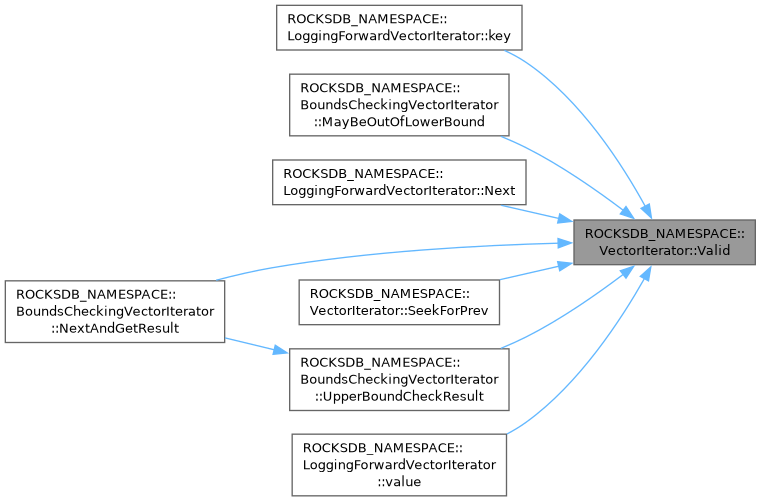 ROCKSDB_NAMESPACE::
LoggingForwardVectorIterator::key
ROCKSDB_NAMESPACE::
BoundsCheckingVectorIterator
::MayBeOutOfLowerBound
ROCKSDB_NAMESPACE::
LoggingForwardVectorIterator::Next
ROCKSDB_NAMESPACE::
VectorIterator::Valid
ROCKSDB_NAMESPACE::
BoundsCheckingVectorIterator
::NextAndGetResult
ROCKSDB_NAMESPACE::
VectorIterator::SeekForPrev
ROCKSDB_NAMESPACE::
BoundsCheckingVectorIterator
::UpperBoundCheckResult
ROCKSDB_NAMESPACE::
LoggingForwardVectorIterator
::value